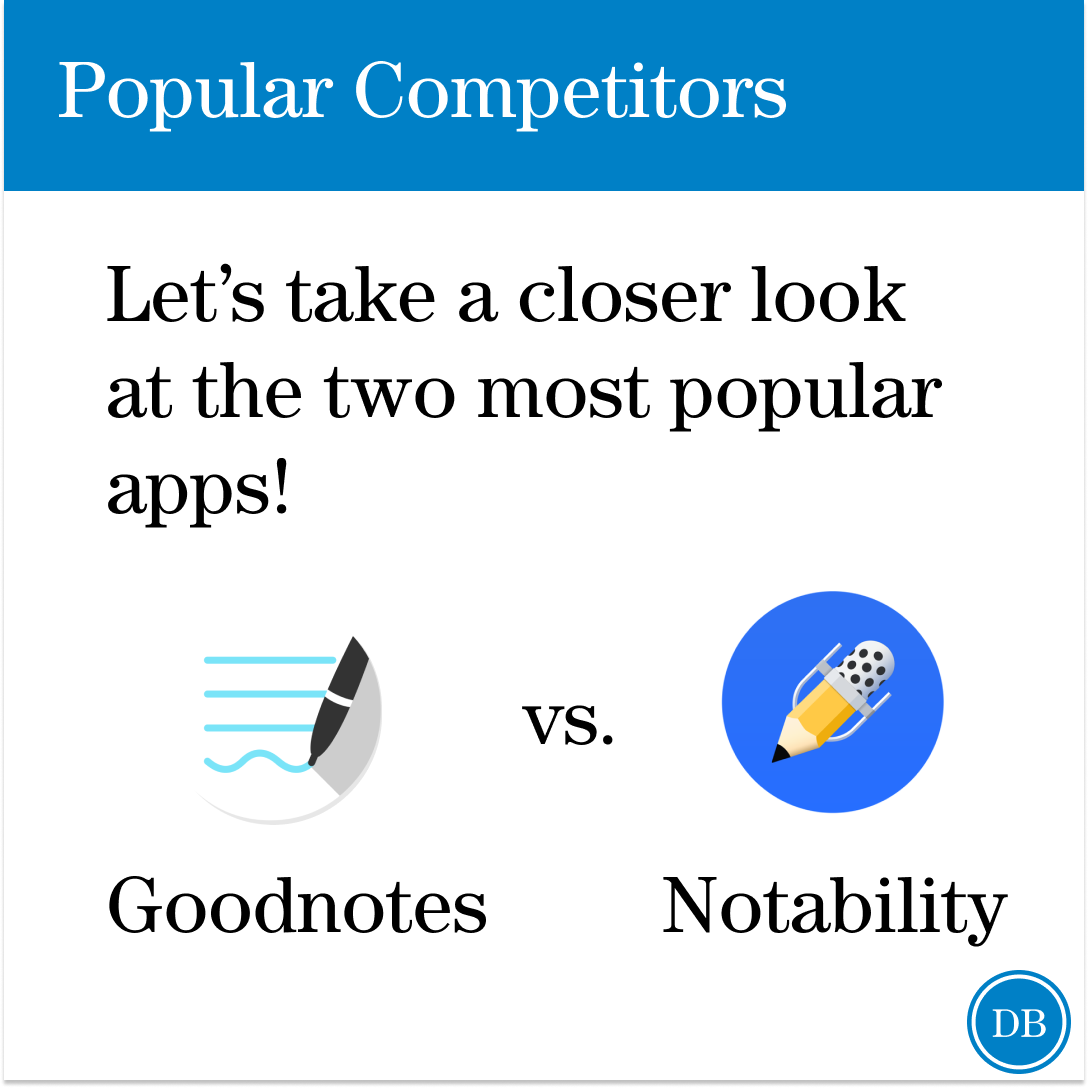 Popular Competitors
Let’s take a closer look
at the two most popular
apps!
vs.
Goodnotes
Notability
DB